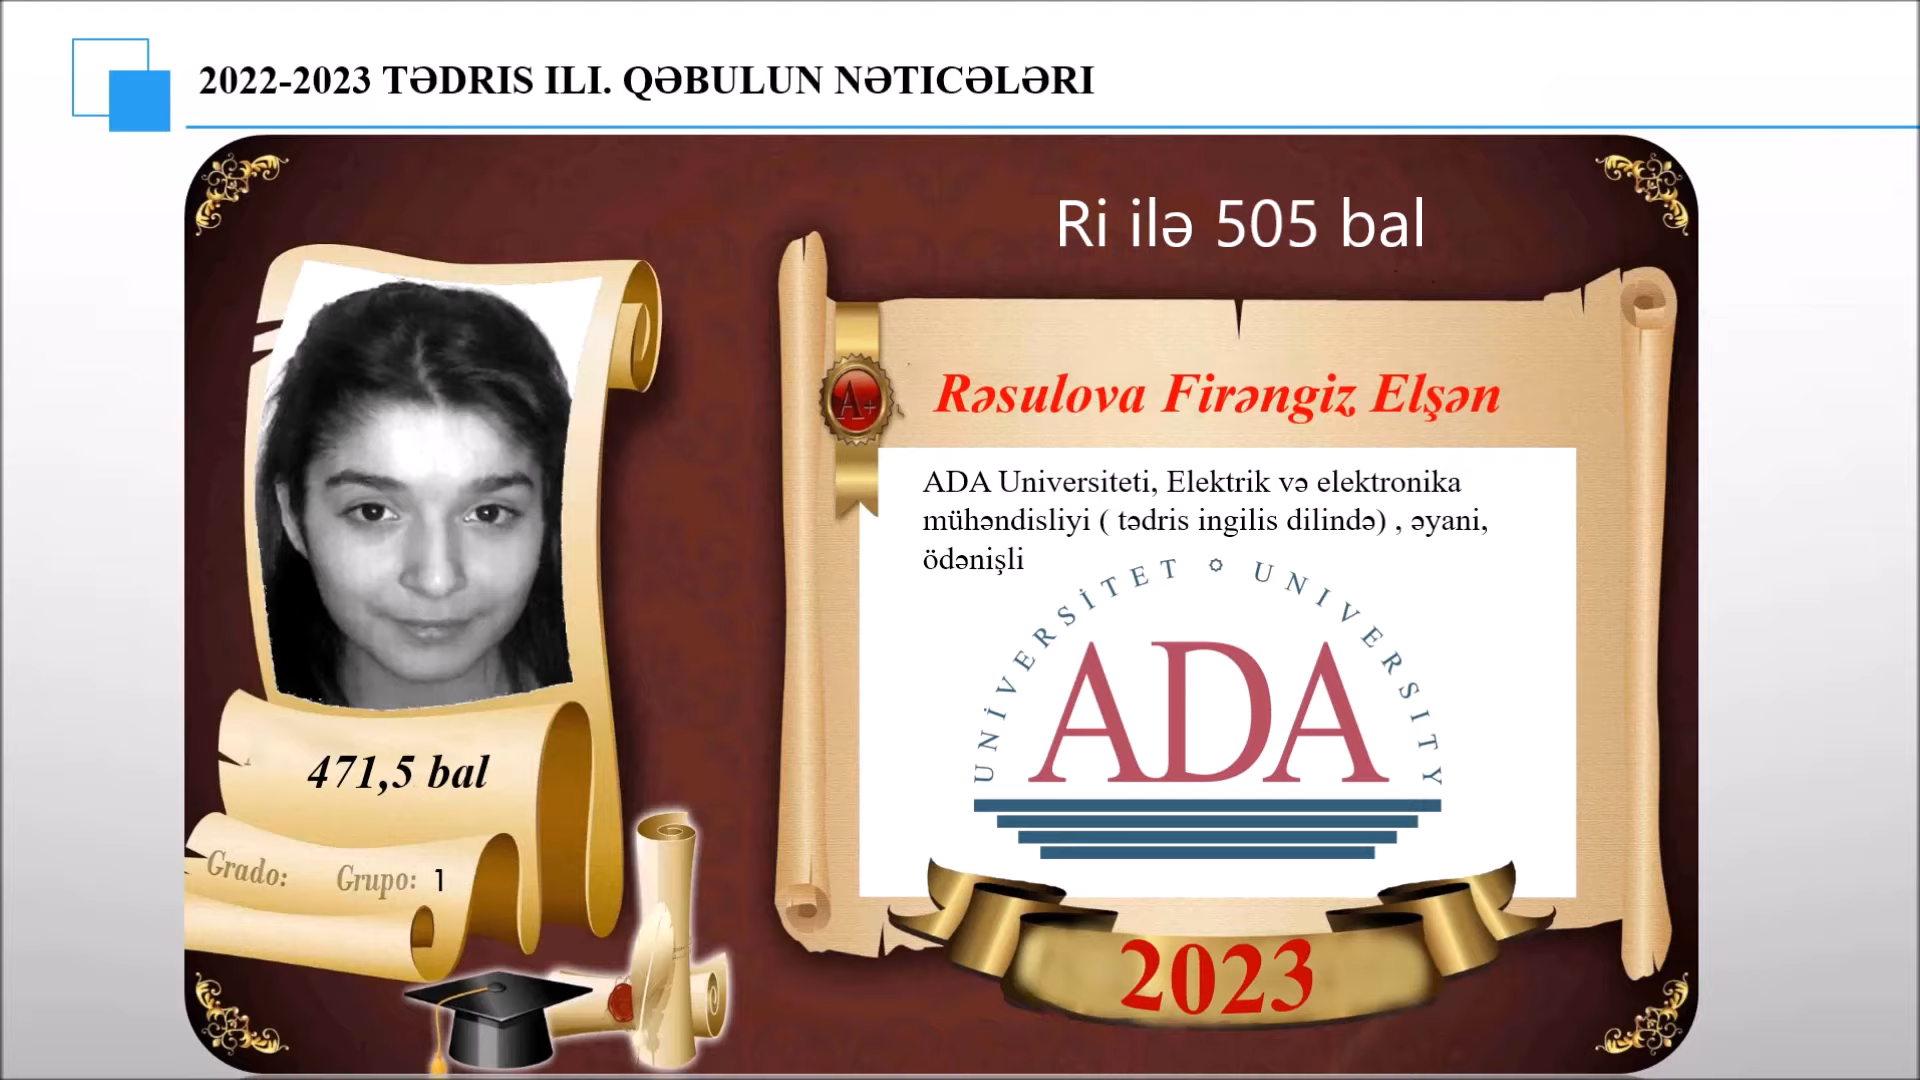 2022-2023 TƏDRIS ILI. QƏBULUN NƏTICƏLƏRI
Ri ilə 505 bal
A+
Rəsulova Firəngiz Elşən
ADA Universiteti, Elektrik və elektronika
mühəndisliyi ( tədris ingilis dilində) , əyani,
ödənişli
UNİVERSİTET UNIVERSITY
ADA
471,5 bal
Grado: Grupo: 1
2023